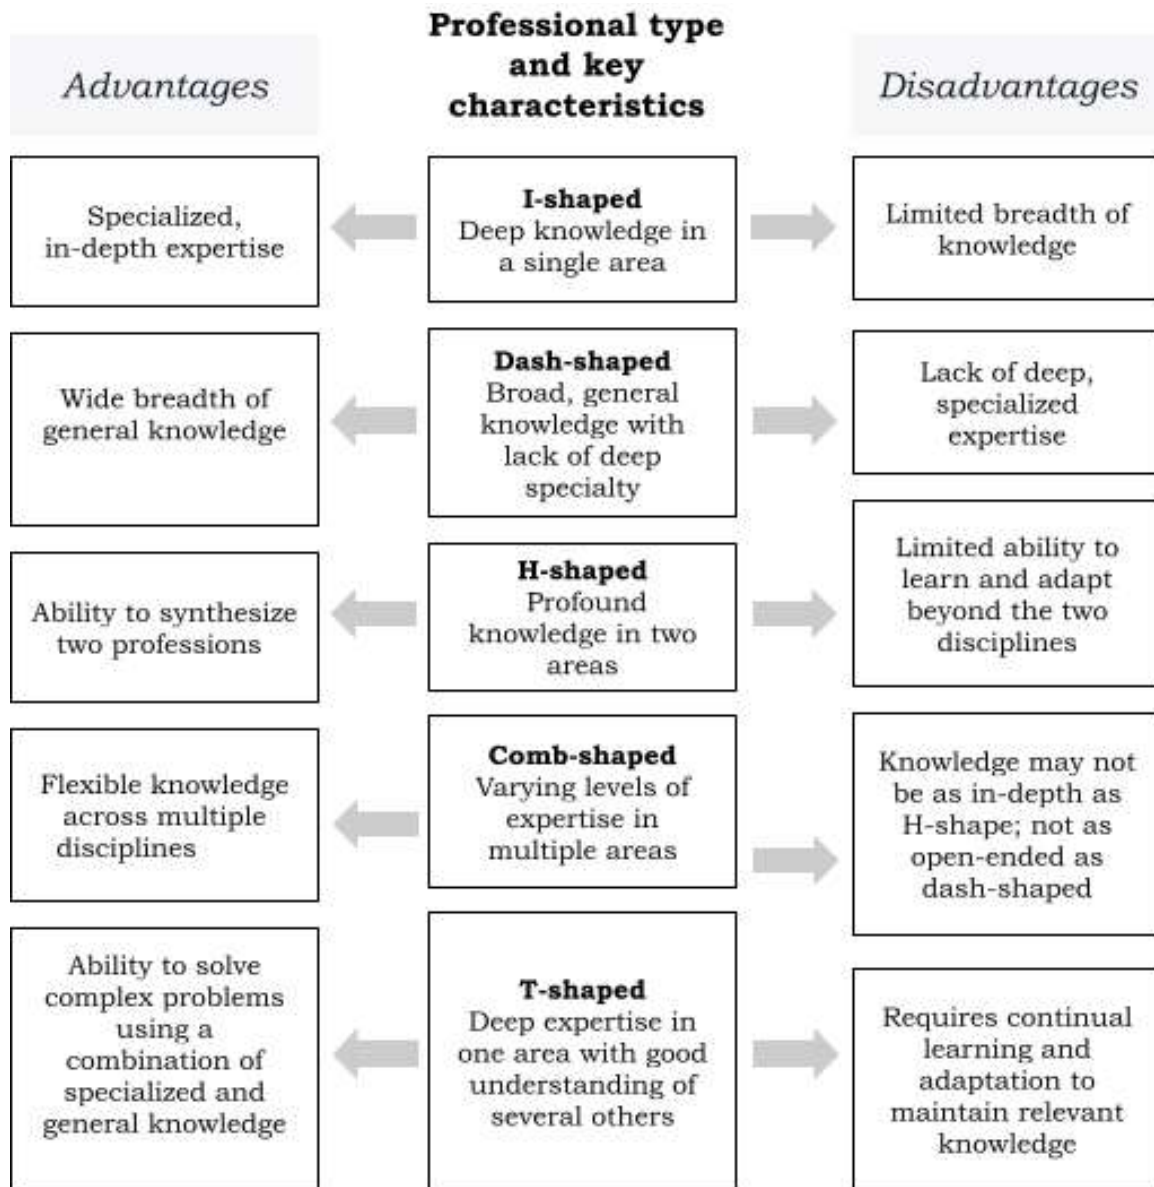 Professional type
and key
characteristics
Advantages
Disadvantages
Specialized,
in-depth expertise
I-shaped
Deep knowledge in
a single area
Limited breadth of
knowledge
Wide breadth of
general knowledge
Dash-shaped
Broad, general
knowledge with
lack of deep
specialty
Lack of deep,
specialized
expertise
Ability to synthesize
two professions
H-shaped
Profound
knowledge in two
areas
Limited ability to
learn and adapt
beyond the two
disciplines
Flexible knowledge
across multiple
disciplines
Comb-shaped
Varying levels of
expertise in
multiple areas
Knowledge may not
be as in-depth as
H-shape; not as
open-ended as
dash-shaped
Ability to solve
complex problems
using a
combination of
specialized and
general knowledge
T-shaped
Deep expertise in
one area with good
understanding of
several others
Requires continual
learning and
adaptation to
maintain relevant
knowledge